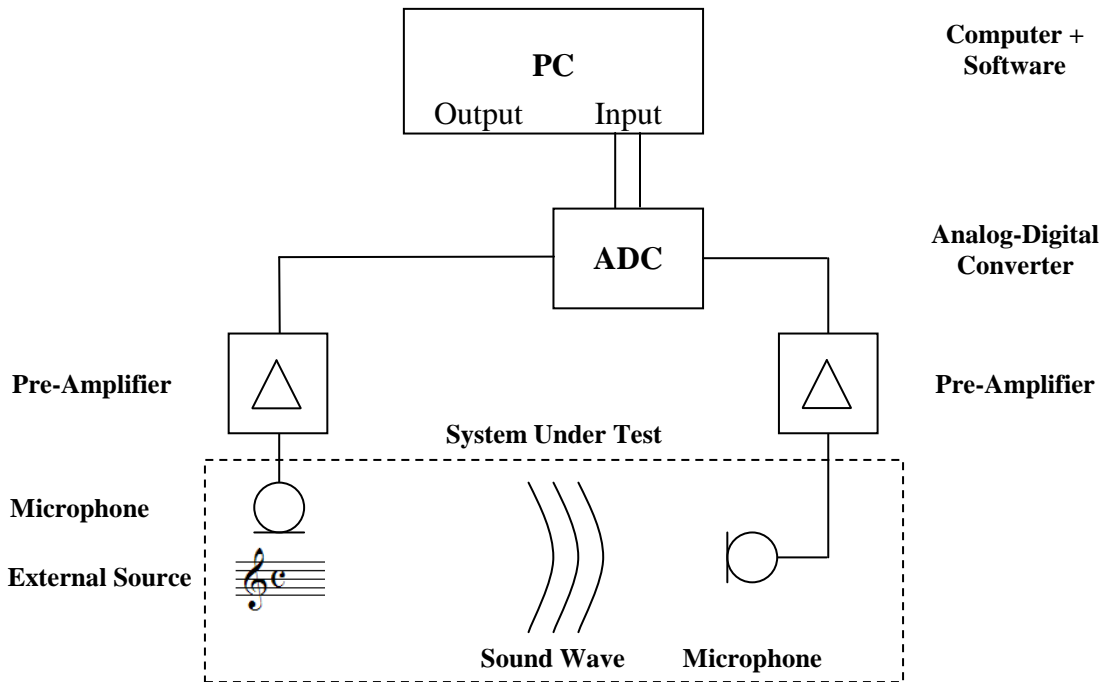 PC
Output Input
Computer +
Software
ADC
Analog-Digital
Converter
Pre-Amplifier
Pre-Amplifier
System Under Test
Microphone
External Source
Sound Wave
Microphone